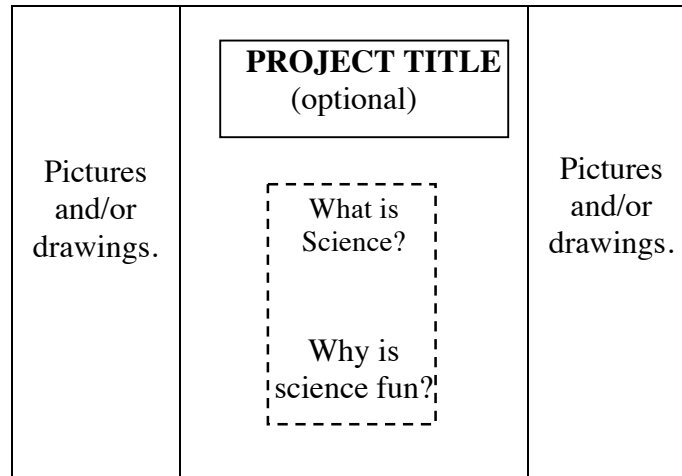 PROJECT TITLE
(optional)
Pictures
and/or
drawings.
What is
Science?
Why is
science fun?
Pictures
and/or
drawings.